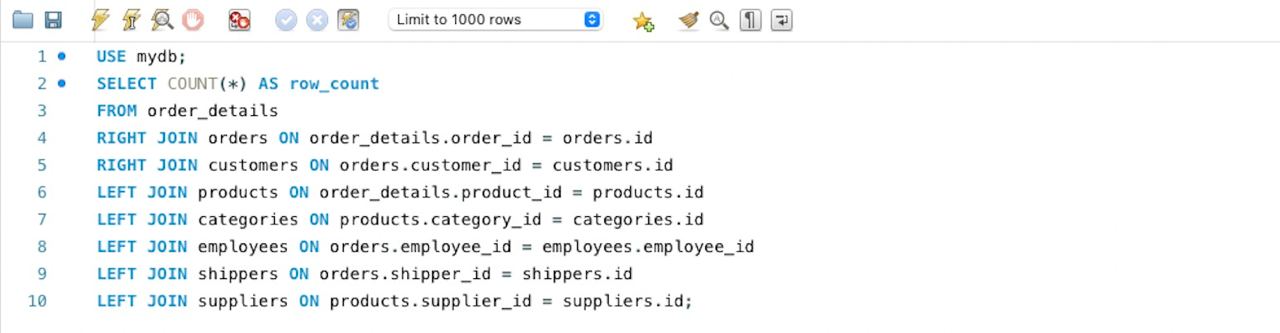 Limit to 1000 rows
1 USE mydb;
2 SELECT COUNT(*) AS row_count
3 FROM order_details
4 RIGHT JOIN orders ON order_details.order_id = orders.id
5 RIGHT JOIN customers ON orders.customer_id = customers.id
6 LEFT JOIN products ON order_details.product_id = products.id
7 LEFT JOIN categories ON products.category_id = categories.id
8 LEFT JOIN employees ON orders.employee_id = employees.employee_id
9 LEFT JOIN shippers ON orders.shipper_id = shippers.id
10 LEFT JOIN suppliers ON products.supplier_id = suppliers.id;